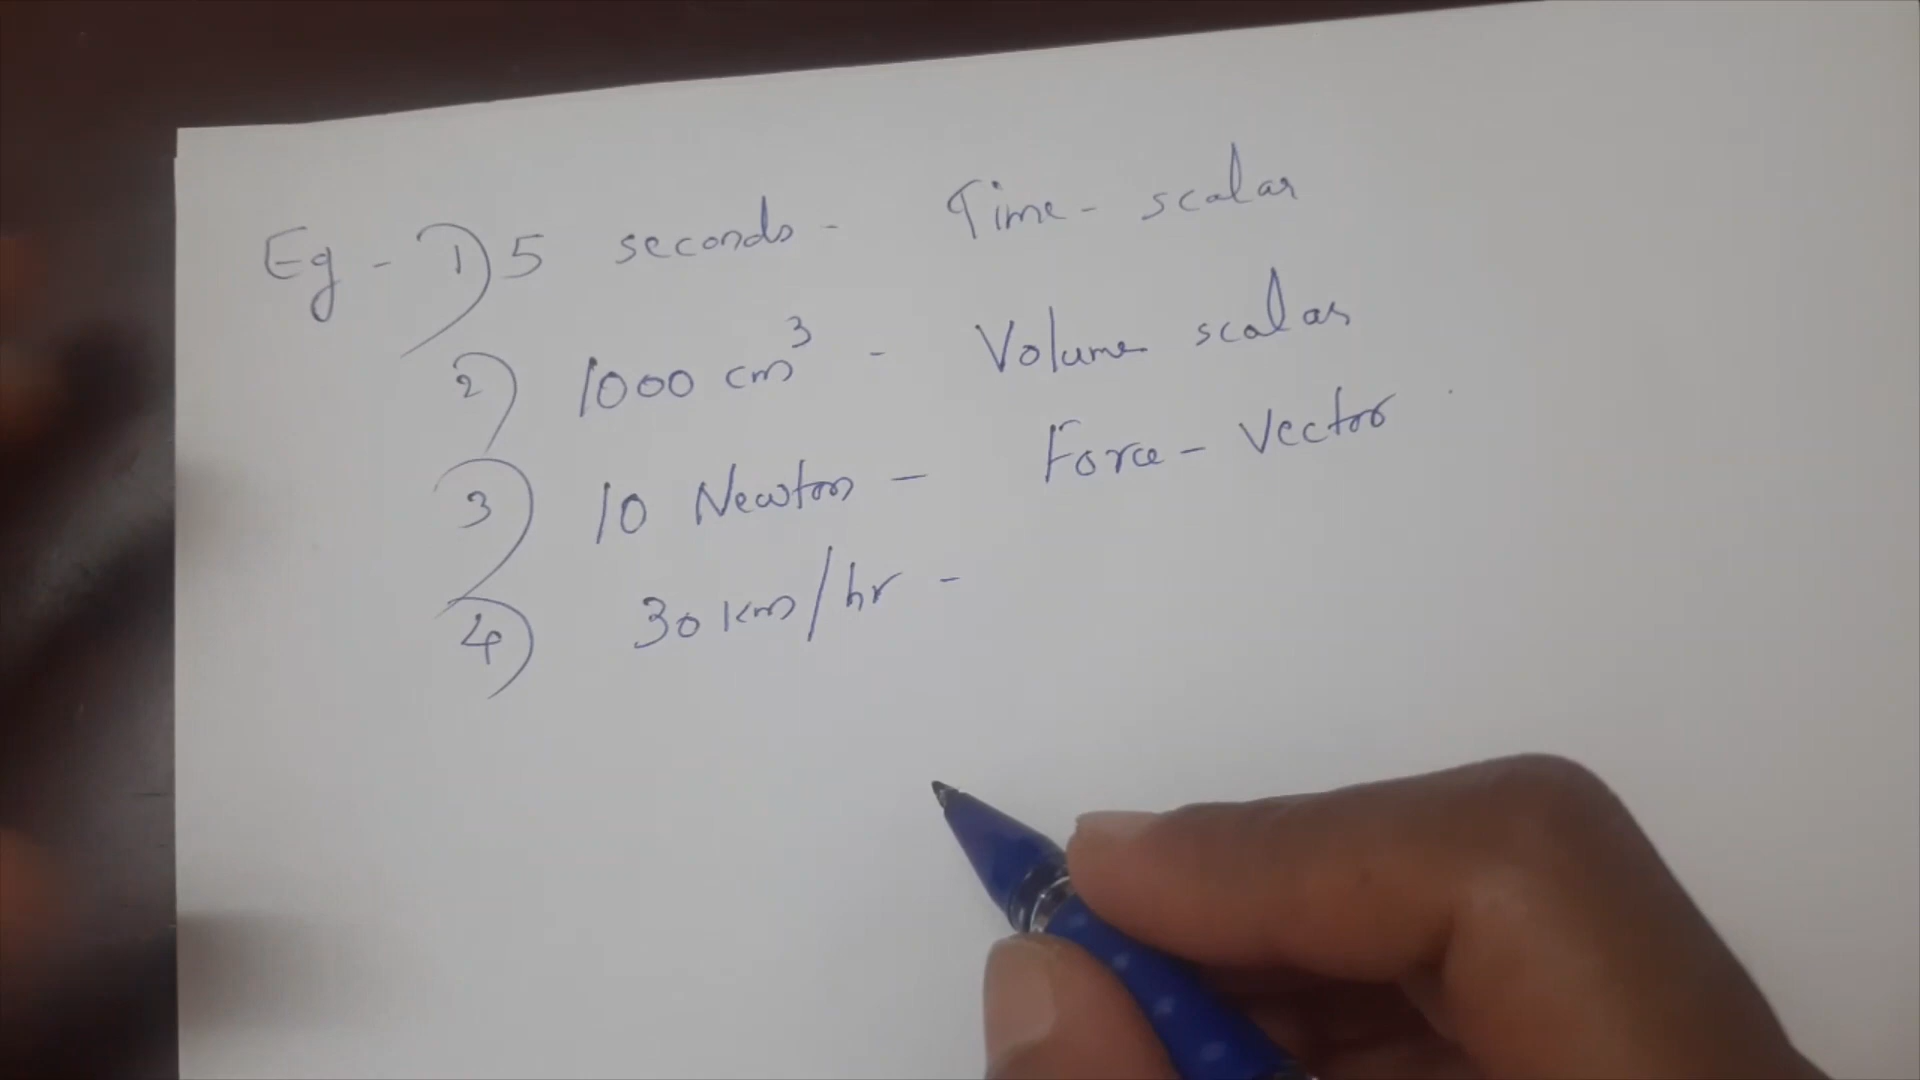 Eg - 1) 5 seconds - Time - scalar
2) 1000 cm³ - Volume scalar
3) 10 Newton - Force - Vector
4) 30 km/hr -